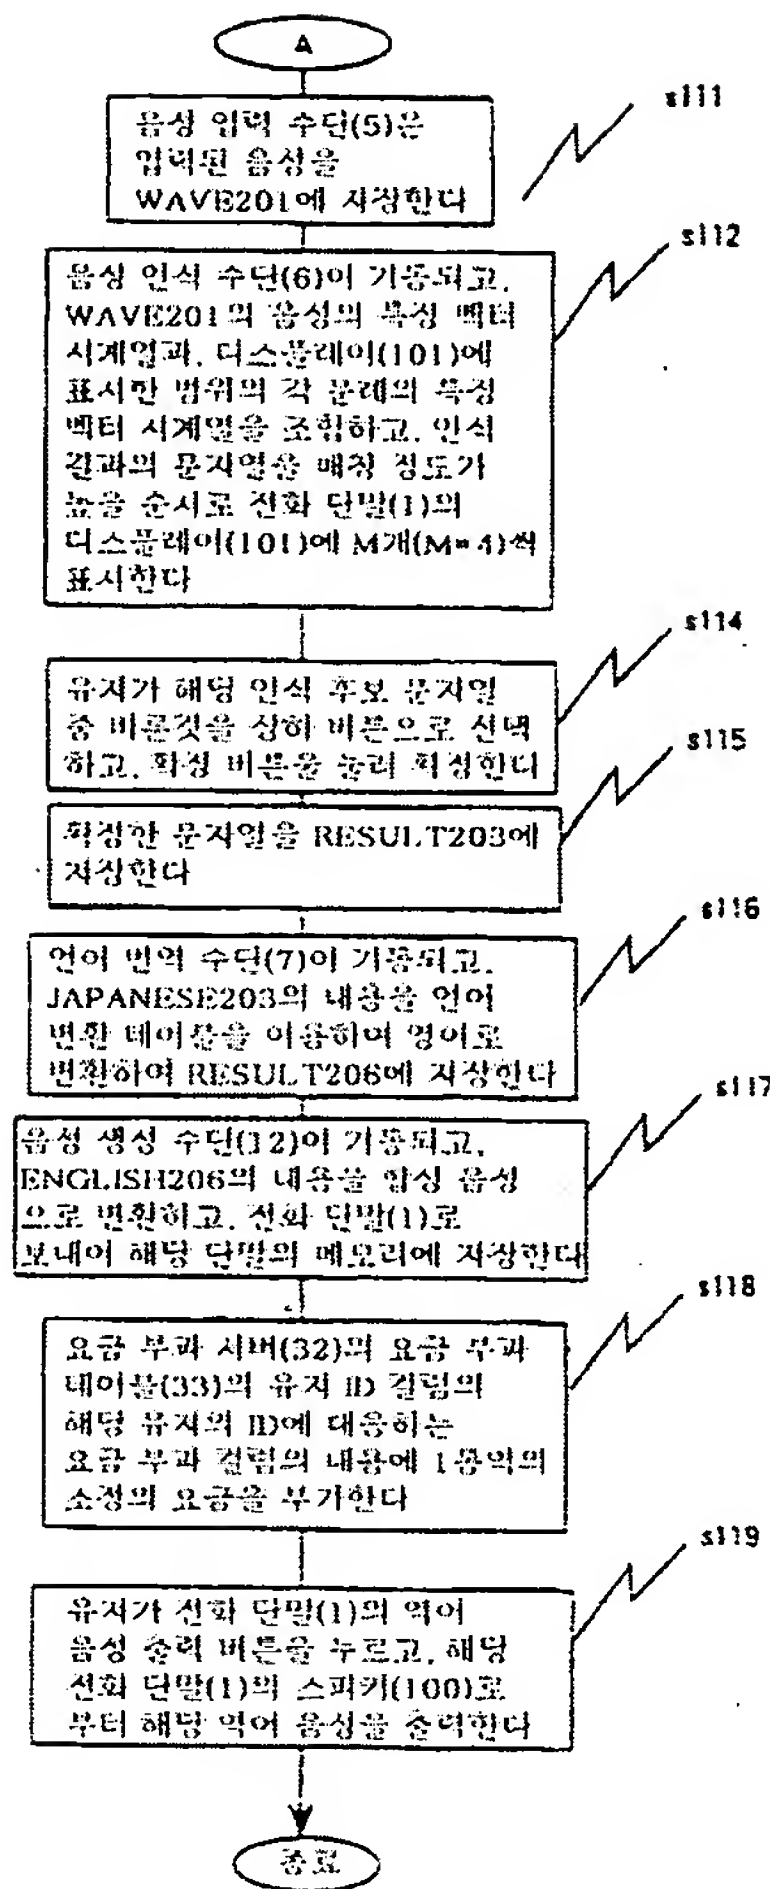 A
음성 입력 수단(5)은
입력된 음성을
WAVE201에 저장한다
s111
음성 인식 수단(6)이 기동되고,
WAVE201의 음성의 특징 벡터
시계열과, 디스플레이(101)에
표시한 범위의 각 문례의 특징
벡터 시계열을 조합하고, 인식
결과의 문자열을 매칭 정도가
높을 순서로 전화 단말(1)의
디스플레이(101)에 M개(M=4)씩
표시한다
s112
유저가 해당 인식 후보 문자열
중 바른것을 상하 버튼으로 선택
하고, 확정 버튼을 눌러 확정한다
s114
확정한 문자열을 RESULT203에
저장한다
s115
언어 번역 수단(7)이 기동되고,
JAPANESE203의 내용을 언어
변환 테이블을 이용하여 영어로
변환하여 RESULT206에 저장한다
s116
음성 생성 수단(12)이 기동되고,
ENGLISH206의 내용을 합성 음성
으로 변환하고, 전화 단말(1)로
보내어 해당 단말의 메모리에 저장한다
s117
요금 부과 서버(32)의 요금 부과
테이블(33)의 유저 ID 컬럼의
해당 유저의 ID에 대응하는
요금 부과 컬럼의 내용에 1통역의
소정의 요금을 부가한다
s118
유저가 전화 단말(1)의 역어
음성 출력 버튼을 누르고, 해당
전화 단말(1)의 스피커(100)로
부터 해당 역어 음성을 출력한다
s119
종료